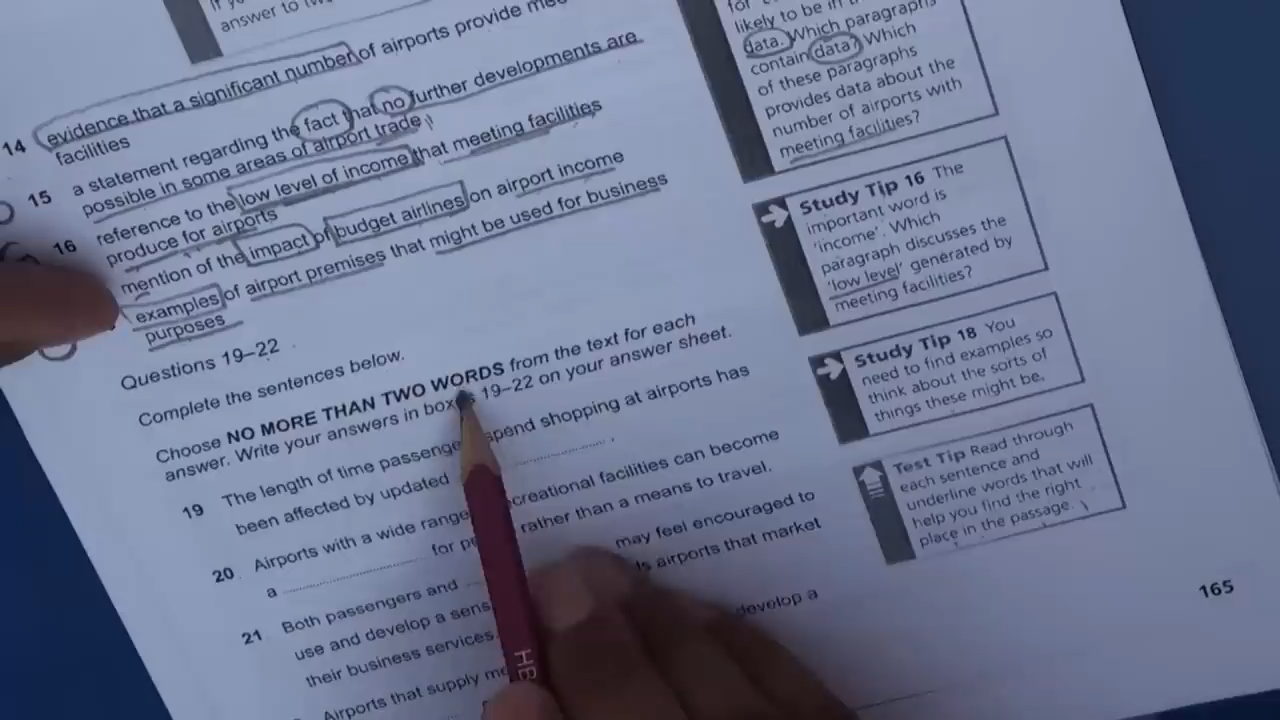 answer to two
evidence that a significant number of airports provide
14
facilities
a statement regarding the fact that no further developments are
15
possible in some areas of airport trade
reference to the low level of income that meeting facilities
16
produce for airports
mention of the impact of budget airlines on airport income
examples of airport premises that might be used for business
purposes
Questions 19–22
Complete the sentences below.
Choose NO MORE THAN TWO WORDS from the text for each
answer. Write your answers in boxes 19–22 on your answer sheet.
19 The length of time passengers spend shopping at airports has
been affected by updated .................... .
20 Airports with a wide range recreational facilities can become
a .................... for rather than a means to travel.
21 Both passengers and may feel encouraged to
use and develop a sens airports that market
their business services.
Airports that supply develop a
likely to be in
data. Which paragraphs
contain data? Which
of these paragraphs
provides data about the
number of airports with
meeting facilities?
Study Tip 16 The
important word is
'income'. Which
paragraph discusses the
'low level' generated by
meeting facilities?
Study Tip 18 You
need to find examples so
think about the sorts of
things these might be.
Test Tip Read through
each sentence and
underline words that will
help you find the right
place in the passage.
165
HB